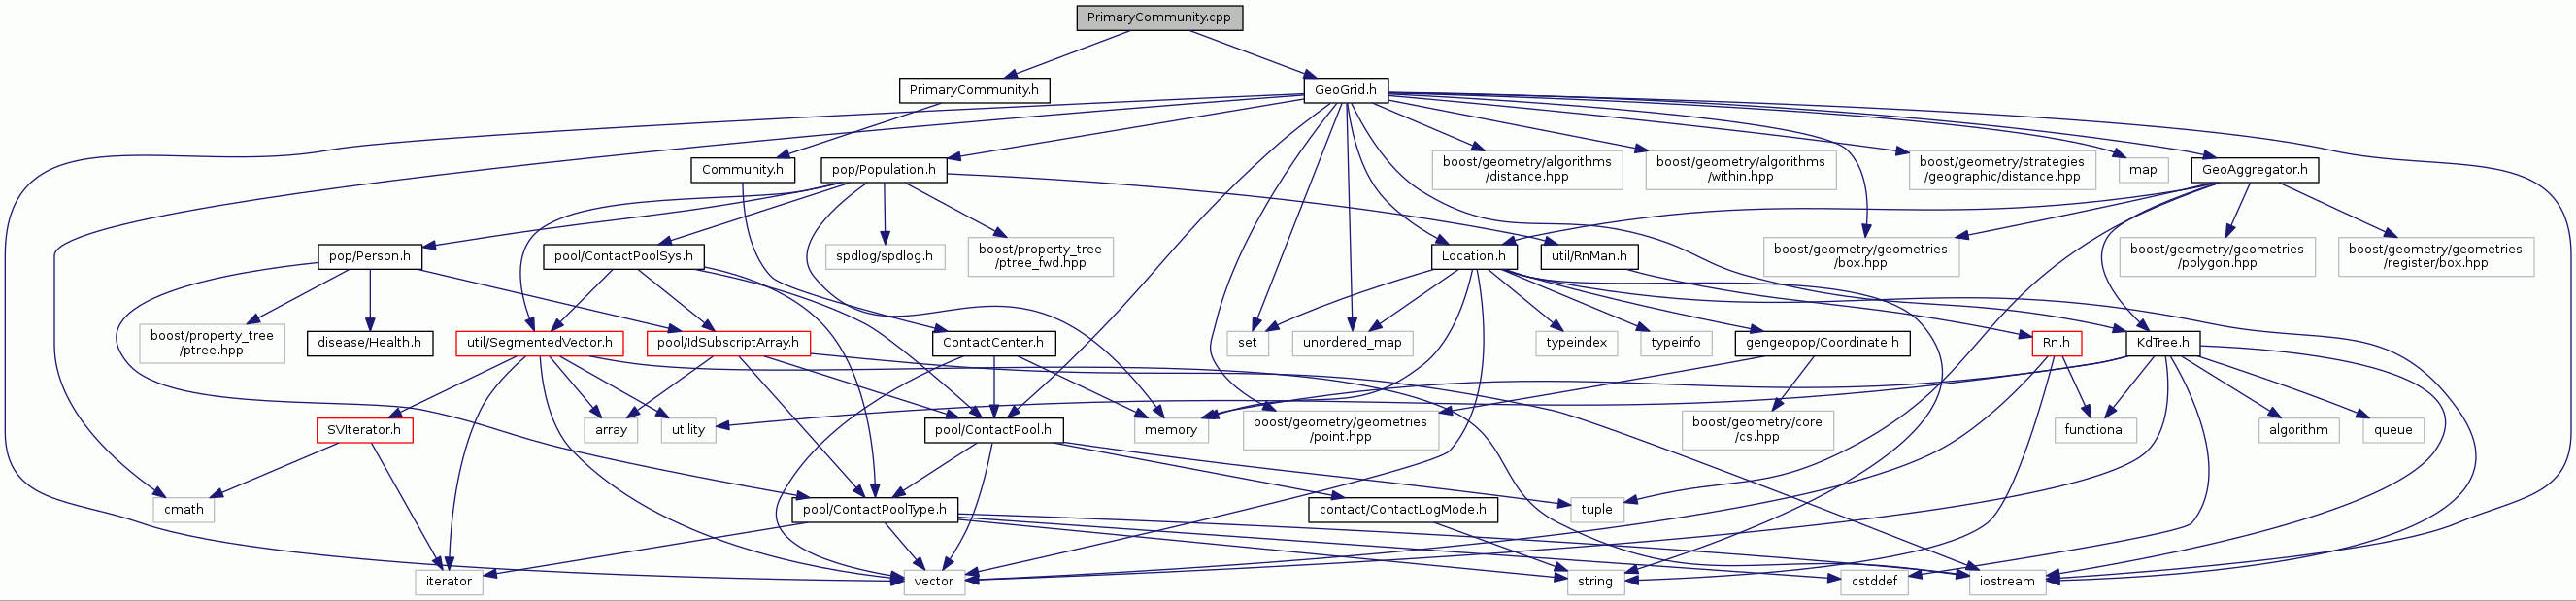 PrimaryCommunity.cpp
PrimaryCommunity.h
GeoGrid.h
Community.h
pop/Population.h
boost/geometry/algorithms
/distance.hpp
boost/geometry/algorithms
/within.hpp
boost/geometry/strategies
/geographic/distance.hpp
map
GeoAggregator.h
pop/Person.h
pool/ContactPoolSys.h
spdlog/spdlog.h
boost/property_tree
/ptree_fwd.hpp
Location.h
util/RnMan.h
boost/geometry/geometries
/box.hpp
boost/geometry/geometries
/polygon.hpp
boost/geometry/geometries
/register/box.hpp
boost/property_tree
/ptree.hpp
disease/Health.h
util/SegmentedVector.h
pool/IdSubscriptArray.h
ContactCenter.h
set
unordered_map
typeindex
typeinfo
gengeopop/Coordinate.h
Rn.h
KdTree.h
SVIterator.h
array
utility
pool/ContactPool.h
memory
boost/geometry/geometries
/point.hpp
boost/geometry/core
/cs.hpp
functional
algorithm
queue
cmath
pool/ContactPoolType.h
contact/ContactLogMode.h
tuple
iterator
vector
string
cstddef
iostream